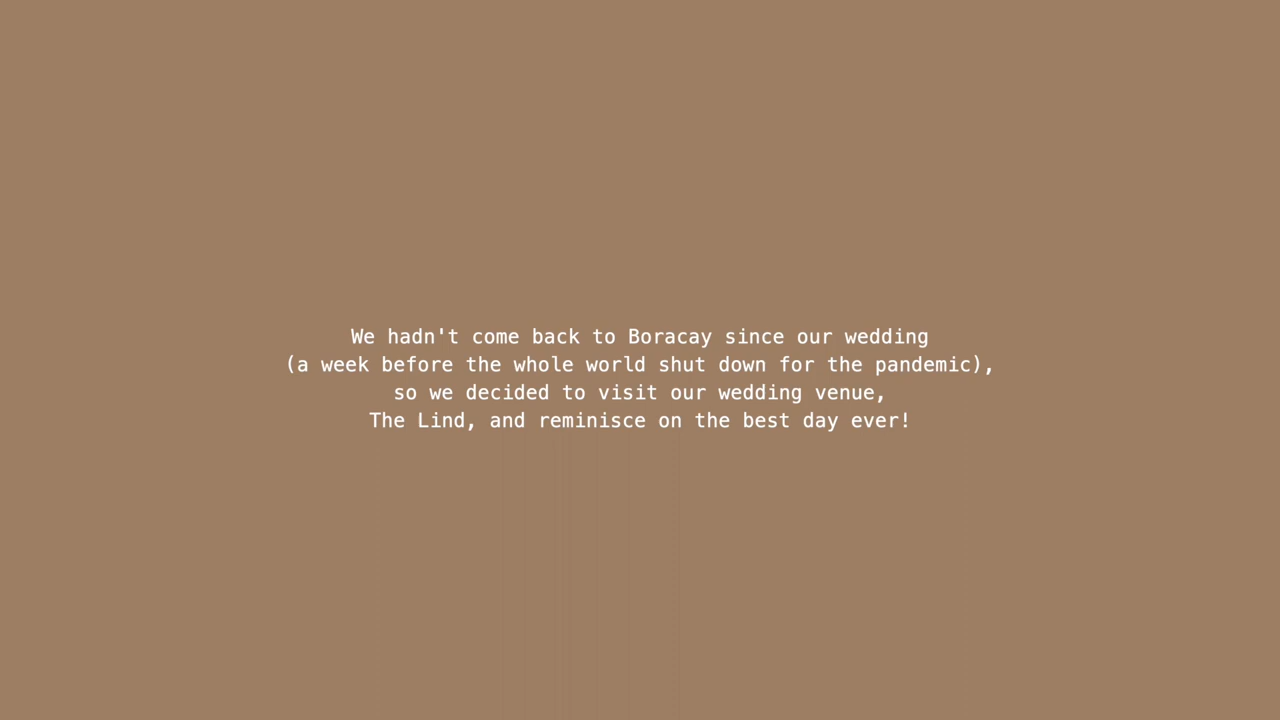 We hadn't come back to Boracay since our wedding
(a week before the whole world shut down for the pandemic),
so we decided to visit our wedding venue,
The Lind, and reminisce on the best day ever!